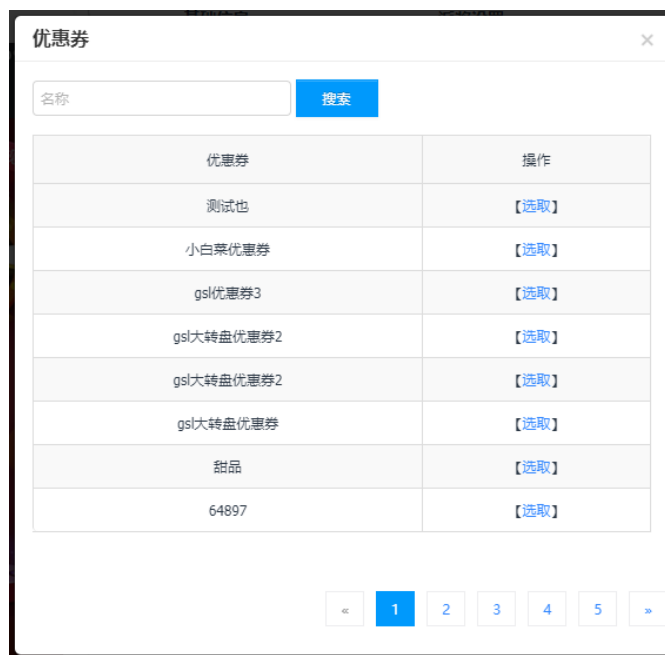 优惠券 ×
名称 搜索
优惠券 操作
测试也 【选取】
小白菜优惠券 【选取】
gsl优惠券3 【选取】
gsl大转盘优惠券2 【选取】
gsl大转盘优惠券2 【选取】
gsl大转盘优惠券 【选取】
甜品 【选取】
64897 【选取】
« 1 2 3 4 5 »